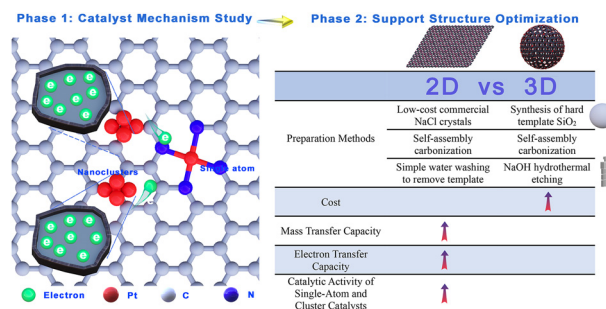 Phase 1: Catalyst Mechanism Study
Phase 2: Support Structure Optimization
e e e e e e e e
e
Nanoclusters
atom
e
e e e e e e e e
Electron Pt C N
2D vs 3D
Preparation Methods
Low-cost commercial
NaCl crystals
Synthesis of hard
template SiO2
Self-assembly
carbonization
Self-assembly
carbonization
Simple water washing
to remove template
NaOH hydrothermal
etching
Cost
Mass Transfer Capacity
Electron Transfer
Capacity
Catalytic Activity of
Single-Atom and
Cluster Catalysts